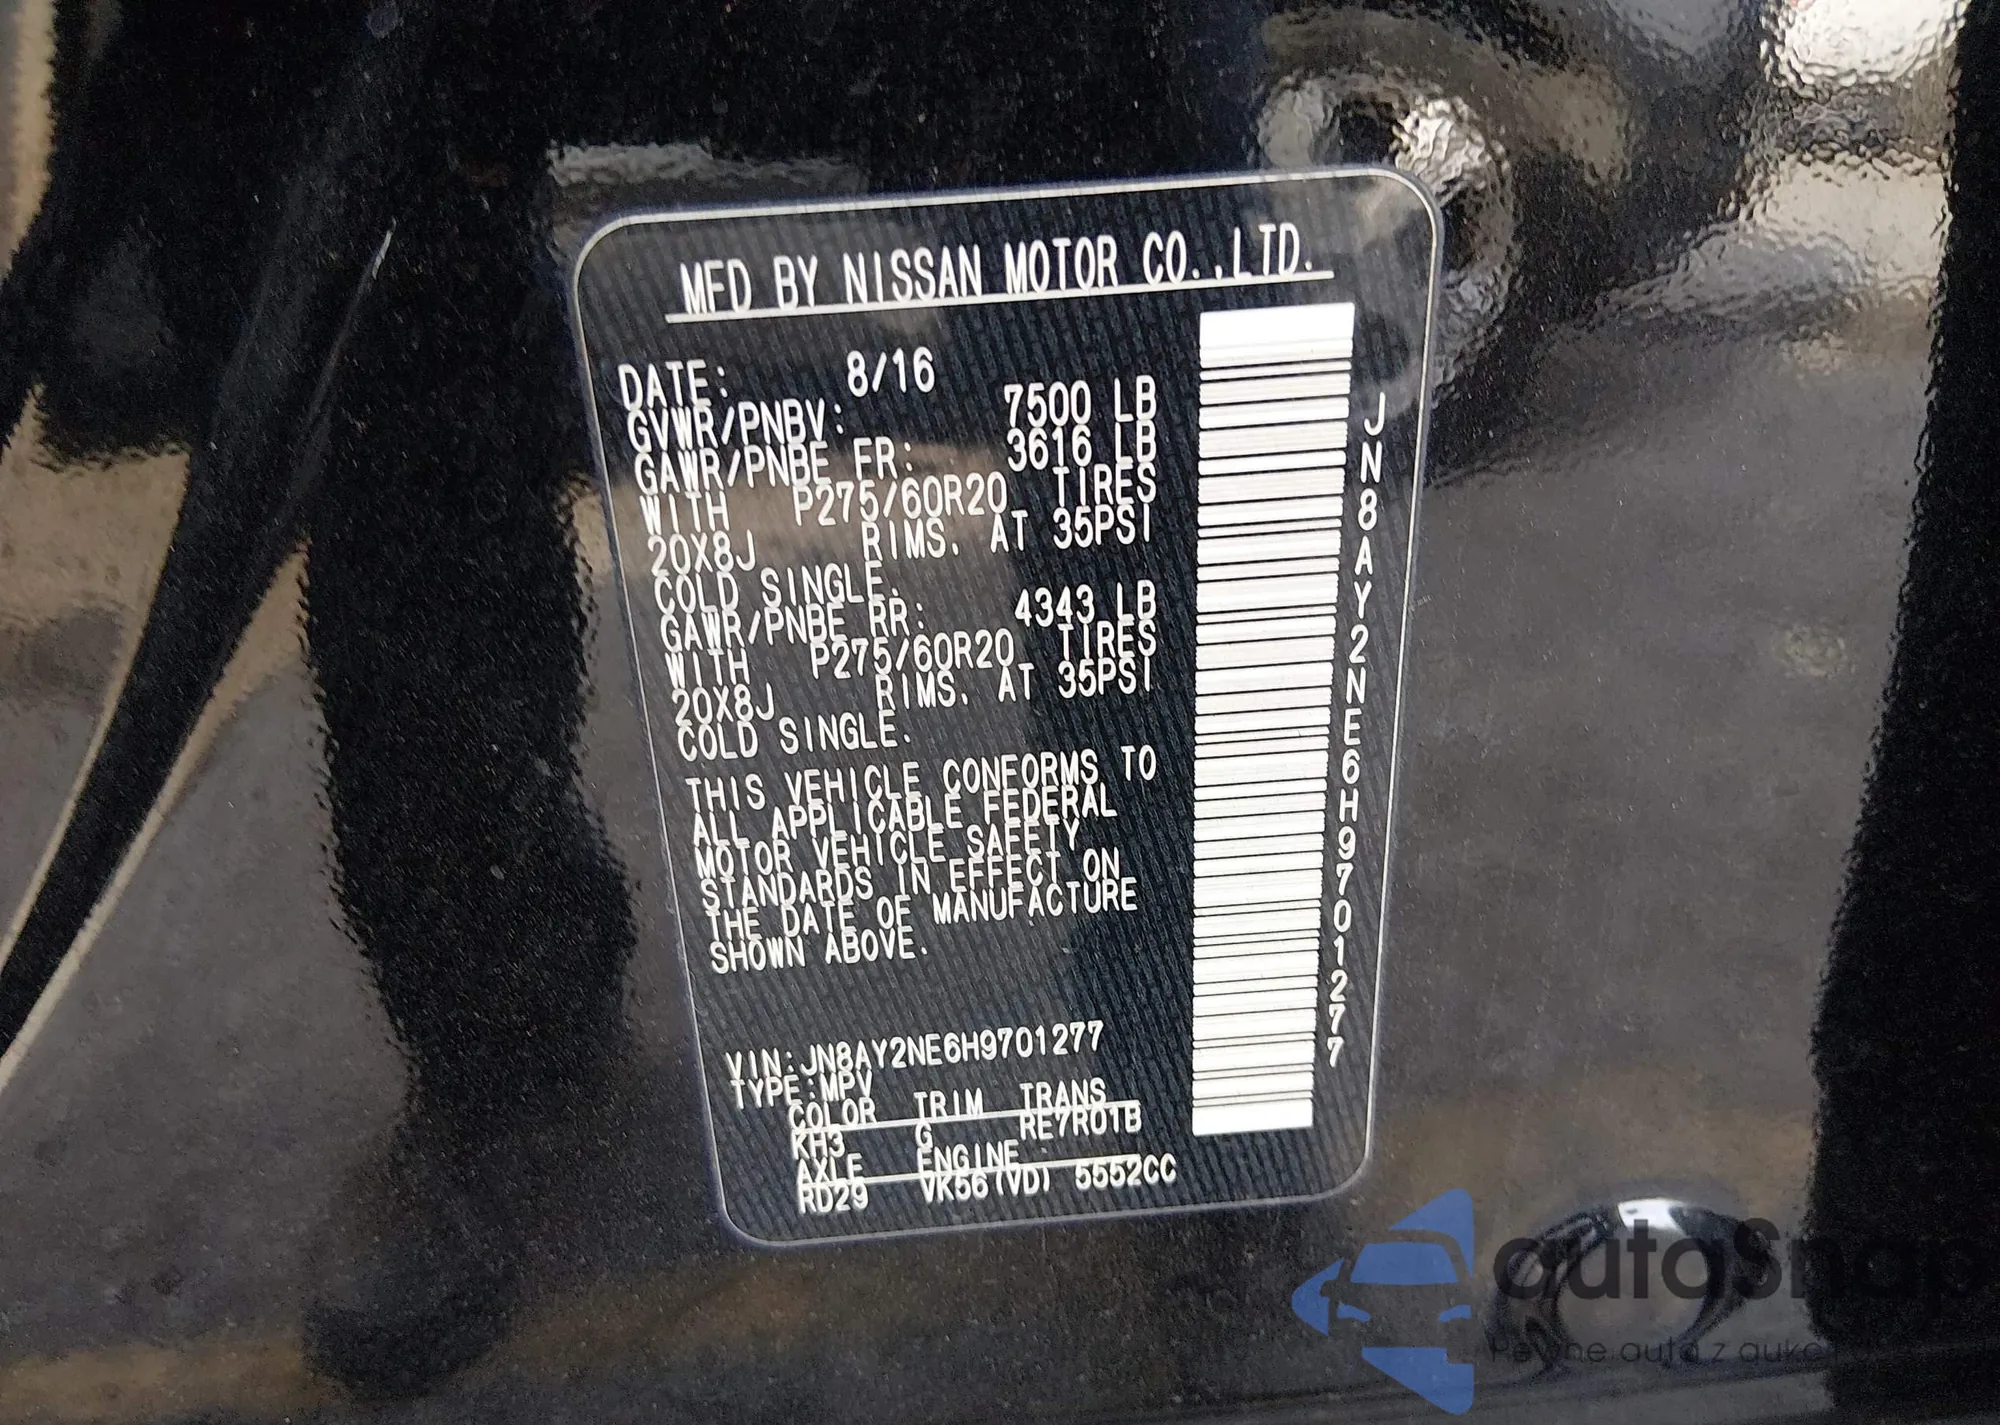 MFD BY NISSAN MOTOR CO.,LTD.
DATE: 8/16
GVWR/PNBV: 7500 LB
GAWR/PNBE FR: 3616 LB
WITH P275/60R20 TIRES
20X8J RIMS. AT 35PSI
COLD SINGLE.
GAWR/PNBE RR: 4343 LB
WITH P275/60R20 TIRES
20X8J RIMS. AT 35PSI
COLD SINGLE.
THIS VEHICLE CONFORMS TO
ALL APPLICABLE FEDERAL
MOTOR VEHICLE SAFETY
STANDARDS IN EFFECT ON
THE DATE OF MANUFACTURE
SHOWN ABOVE.
VIN:JN8AY2NE6H9701277
TYPE:MPV
COLOR TRIM TRANS
KH3 G RE7R01B
AXLE ENGINE
RD29 VK56(VD) 5552CC
JN8AY2NE6H9701277
autoSnap
Pewne auta z